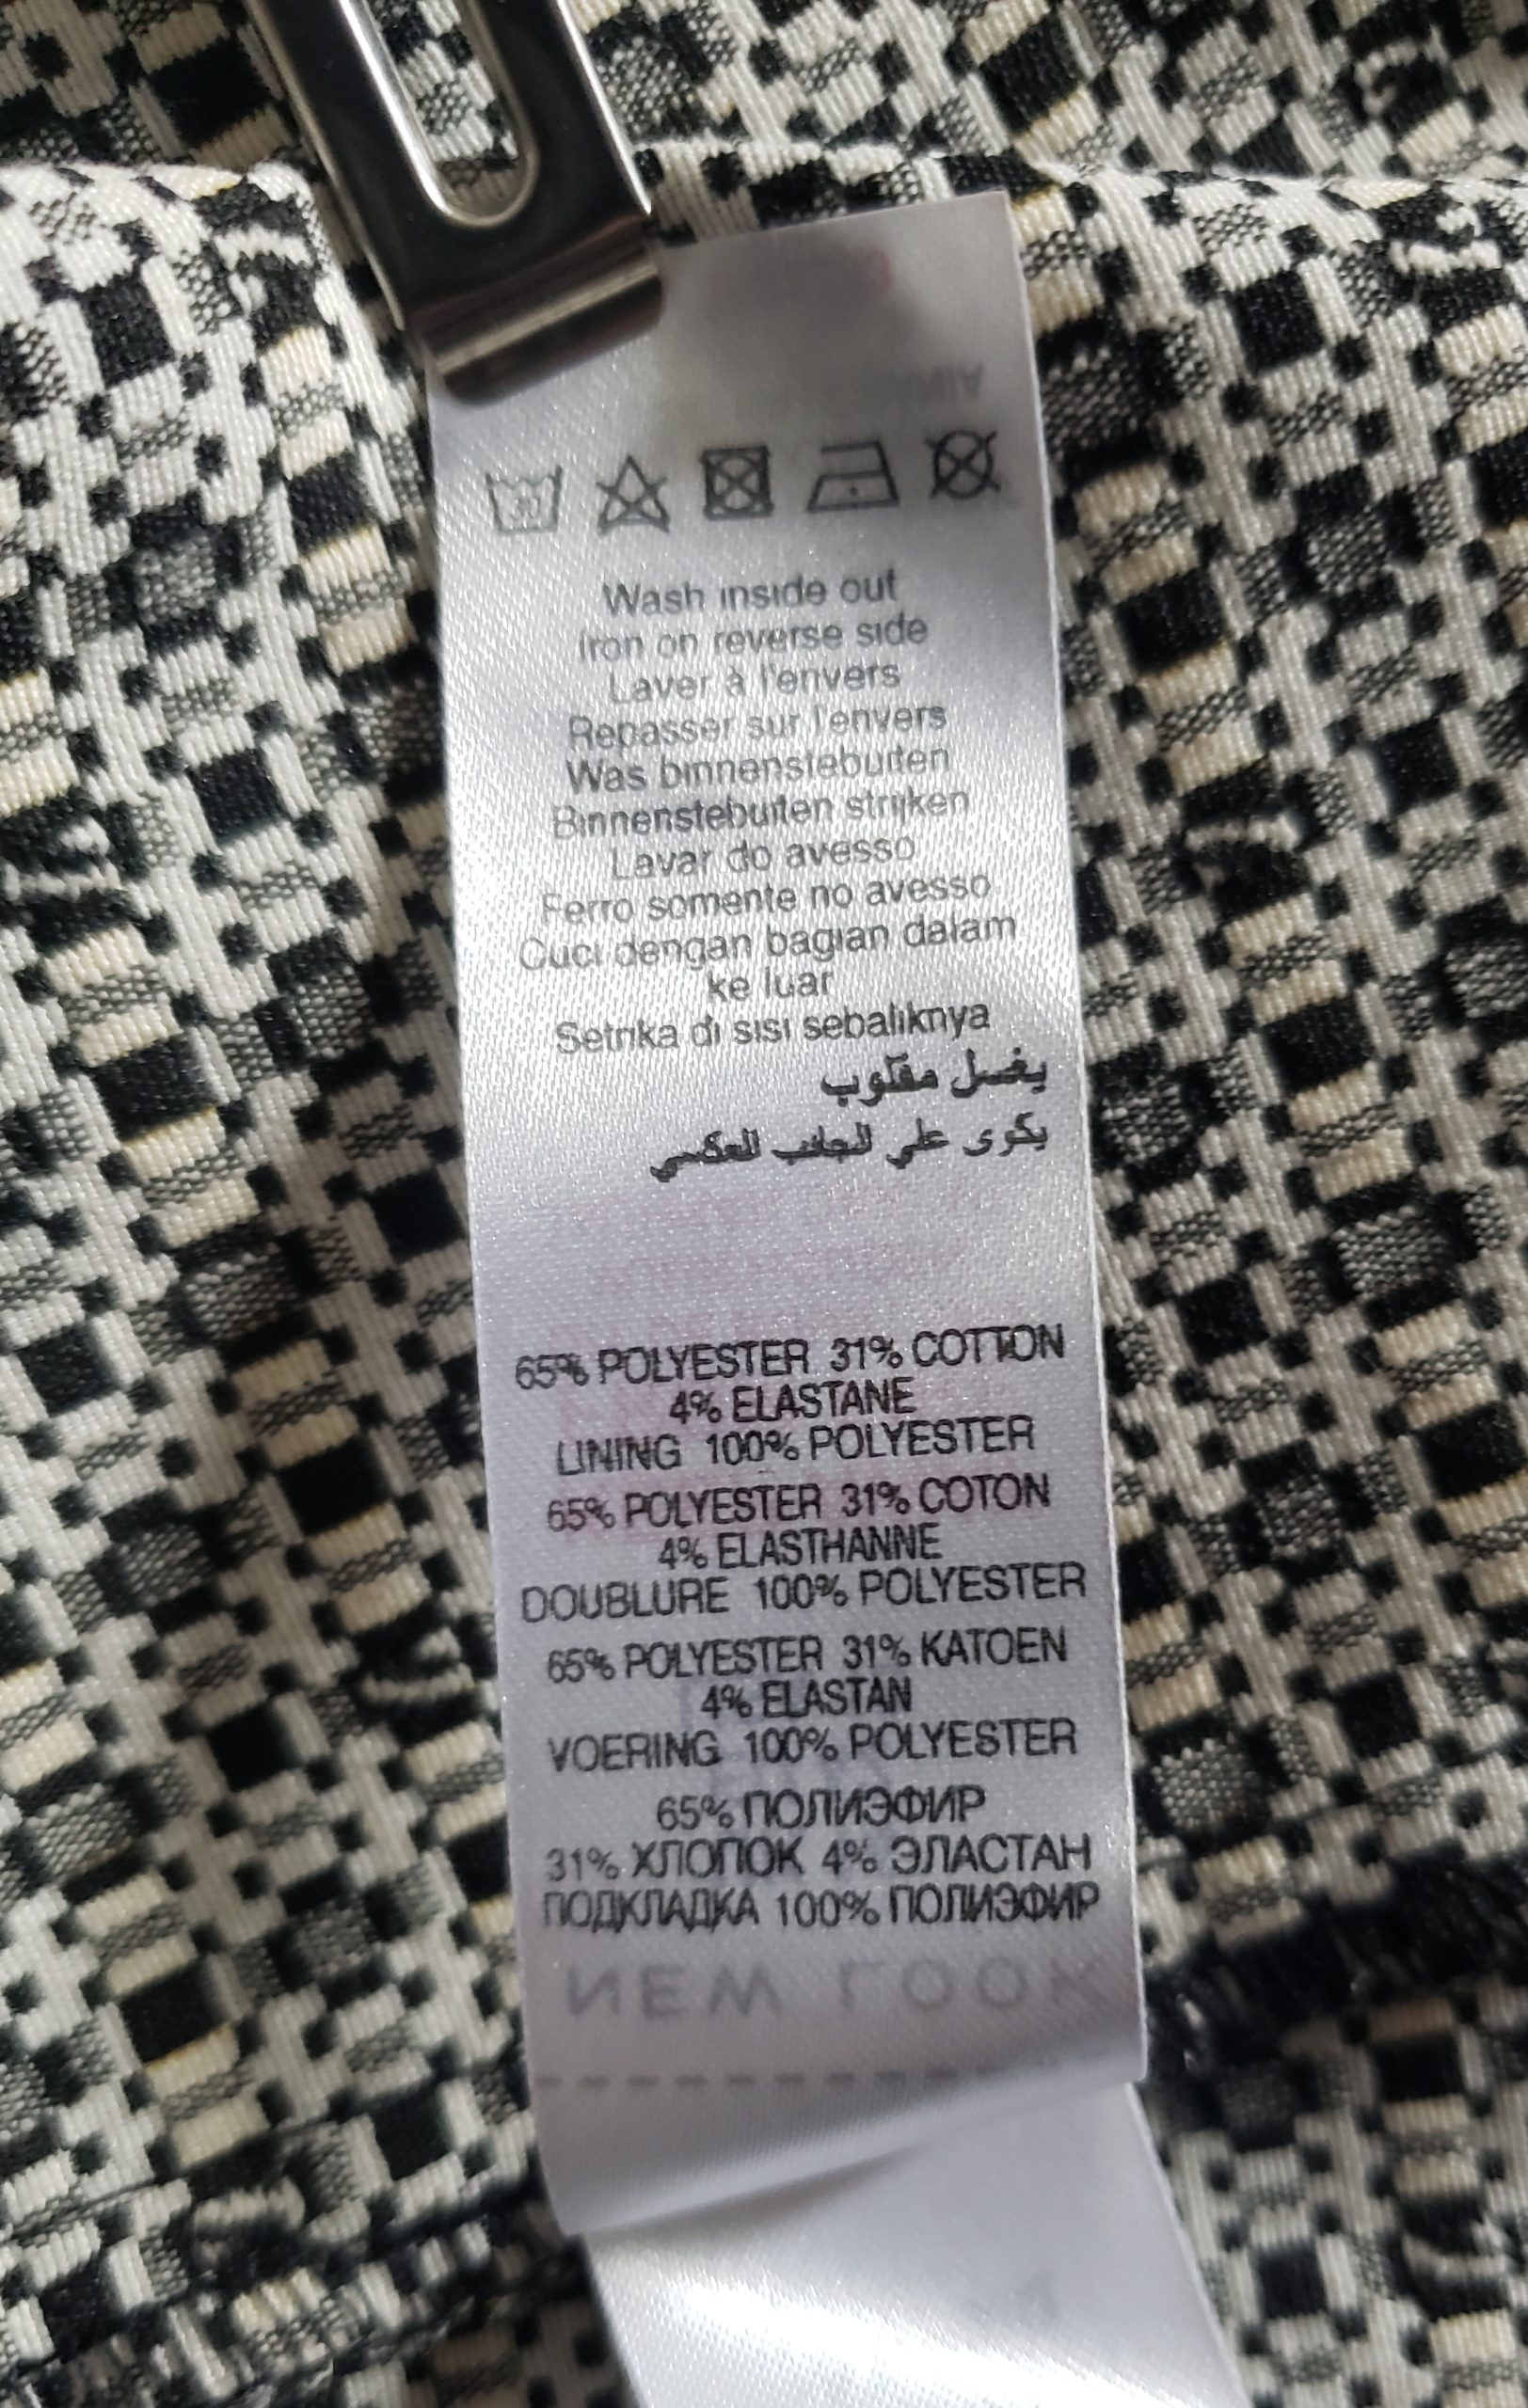 30
Wash inside out
Iron on reverse side
Laver à l'envers
Repasser sur l'envers
Was binnenstebuiten
Binnenstebuiten strijken
Lavar do avesso
Ferro somente no avesso
Cuci dengan bagian dalam
ke luar
Setrika di sisi sebaliknya
يغسل مقلوب
يكوى على الجانب العكسي
65% POLYESTER 31% COTTON
4% ELASTANE
LINING 100% POLYESTER
65% POLYESTER 31% COTON
4% ELASTHANNE
DOUBLURE 100% POLYESTER
65% POLYESTER 31% KATOEN
4% ELASTAN
VOERING 100% POLYESTER
65% ПОЛИЭФИР
31% ХЛОПОК 4% ЭЛАСТАН
ПОДКЛАДКА 100% ПОЛИЭФИР
NEW LOOK